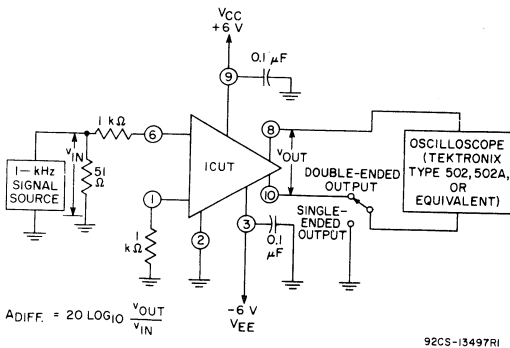 VCC
+6 V
0.1 µF
9
1 kΩ
6
8
vIN
1-kHz
SIGNAL
SOURCE
51
Ω
ICUT
vOUT
OSCILLOSCOPE
(TEKTRONIX
TYPE 502, 502A,
OR
EQUIVALENT)
DOUBLE-ENDED
OUTPUT
10
1
1
kΩ
2
3
0.1
µF
SINGLE-
ENDED
OUTPUT
-6 V
VEE
ADIFF. = 20 LOG10 vOUT
vIN
92CS-13497R1